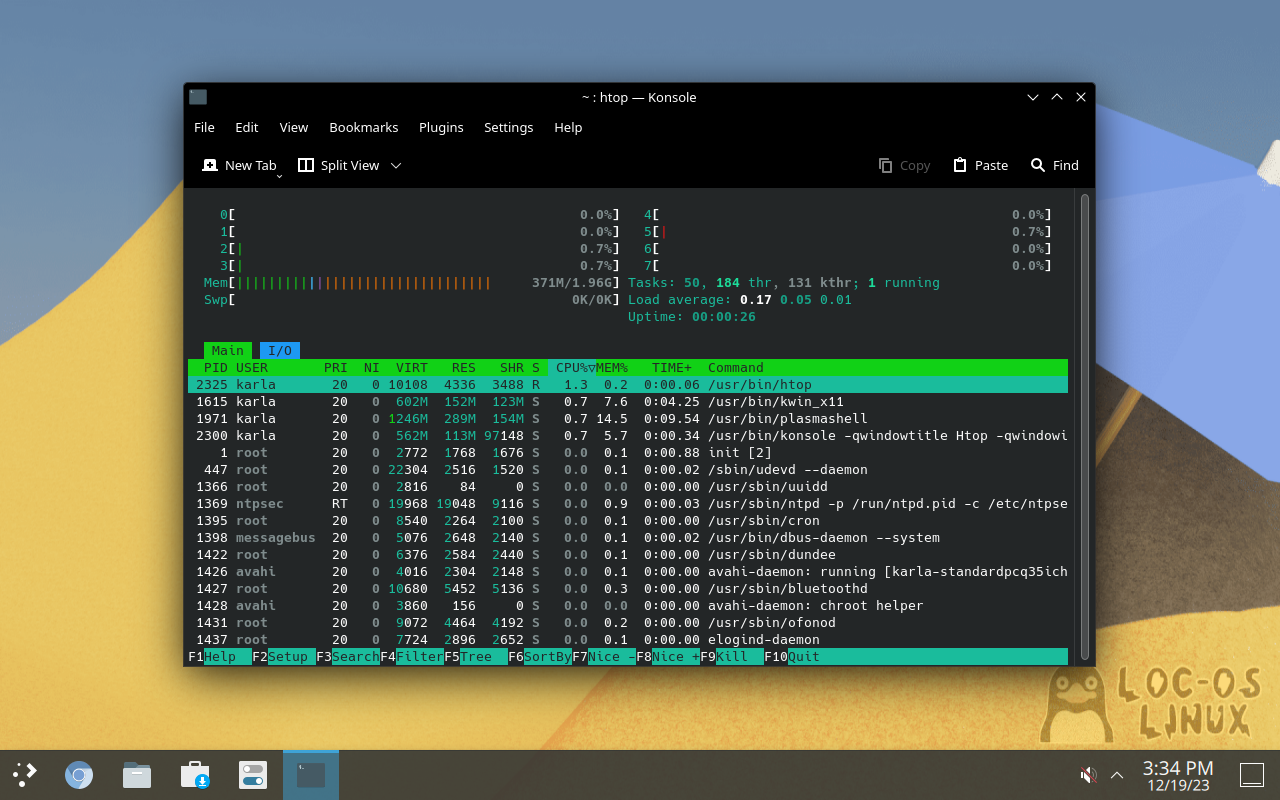 ~ : htop — Konsole
File Edit View Bookmarks Plugins Settings Help
New Tab Split View Copy Paste Find
0[ 0.0%] 4[ 0.0%]
1[ 0.0%] 5[| 0.7%]
2[| 0.7%] 6[ 0.0%]
3[| 0.7%] 7[ 0.0%]
Mem[|||||||||||||||||||||||||||||||| 371M/1.96G] Tasks: 50, 184 thr, 131 kthr; 1 running
Swp[ 0K/0K] Load average: 0.17 0.05 0.01
Uptime: 00:00:26
Main I/O
PID USER PRI NI VIRT RES SHR S CPU%▽MEM% TIME+ Command
2325 karla 20 0 10108 4336 3488 R 1.3 0.2 0:00.06 /usr/bin/htop
1615 karla 20 0 602M 152M 123M S 0.7 7.6 0:04.25 /usr/bin/kwin_x11
1971 karla 20 0 1246M 289M 154M S 0.7 14.5 0:09.54 /usr/bin/plasmashell
2300 karla 20 0 562M 113M 97148 S 0.7 5.7 0:00.34 /usr/bin/konsole -qwindowtitle Htop -qwindowi
1 root 20 0 2772 1768 1676 S 0.0 0.1 0:00.88 init [2]
447 root 20 0 22304 2516 1520 S 0.0 0.1 0:00.02 /sbin/udevd --daemon
1366 root 20 0 2816 84 0 S 0.0 0.0 0:00.00 /usr/sbin/uuidd
1369 ntpsec RT 0 19968 19048 9116 S 0.0 0.9 0:00.03 /usr/sbin/ntpd -p /run/ntpd.pid -c /etc/ntpse
1395 root 20 0 8540 2264 2100 S 0.0 0.1 0:00.00 /usr/sbin/cron
1398 messagebus 20 0 5076 2648 2140 S 0.0 0.1 0:00.02 /usr/bin/dbus-daemon --system
1422 root 20 0 6376 2584 2440 S 0.0 0.1 0:00.00 /usr/sbin/dundee
1426 avahi 20 0 4016 2304 2148 S 0.0 0.1 0:00.00 avahi-daemon: running [karla-standardpcq35ich
1427 root 20 0 10680 5452 5136 S 0.0 0.3 0:00.00 /usr/sbin/bluetoothd
1428 avahi 20 0 3860 156 0 S 0.0 0.0 0:00.00 avahi-daemon: chroot helper
1431 root 20 0 9072 4464 4192 S 0.0 0.2 0:00.00 /usr/sbin/ofonod
1437 root 20 0 7724 2896 2652 S 0.0 0.1 0:00.00 elogind-daemon
F1Help F2Setup F3SearchF4FilterF5Tree F6SortByF7Nice -F8Nice +F9Kill F10Quit
LOC-OS
LINUX
3:34 PM
12/19/23